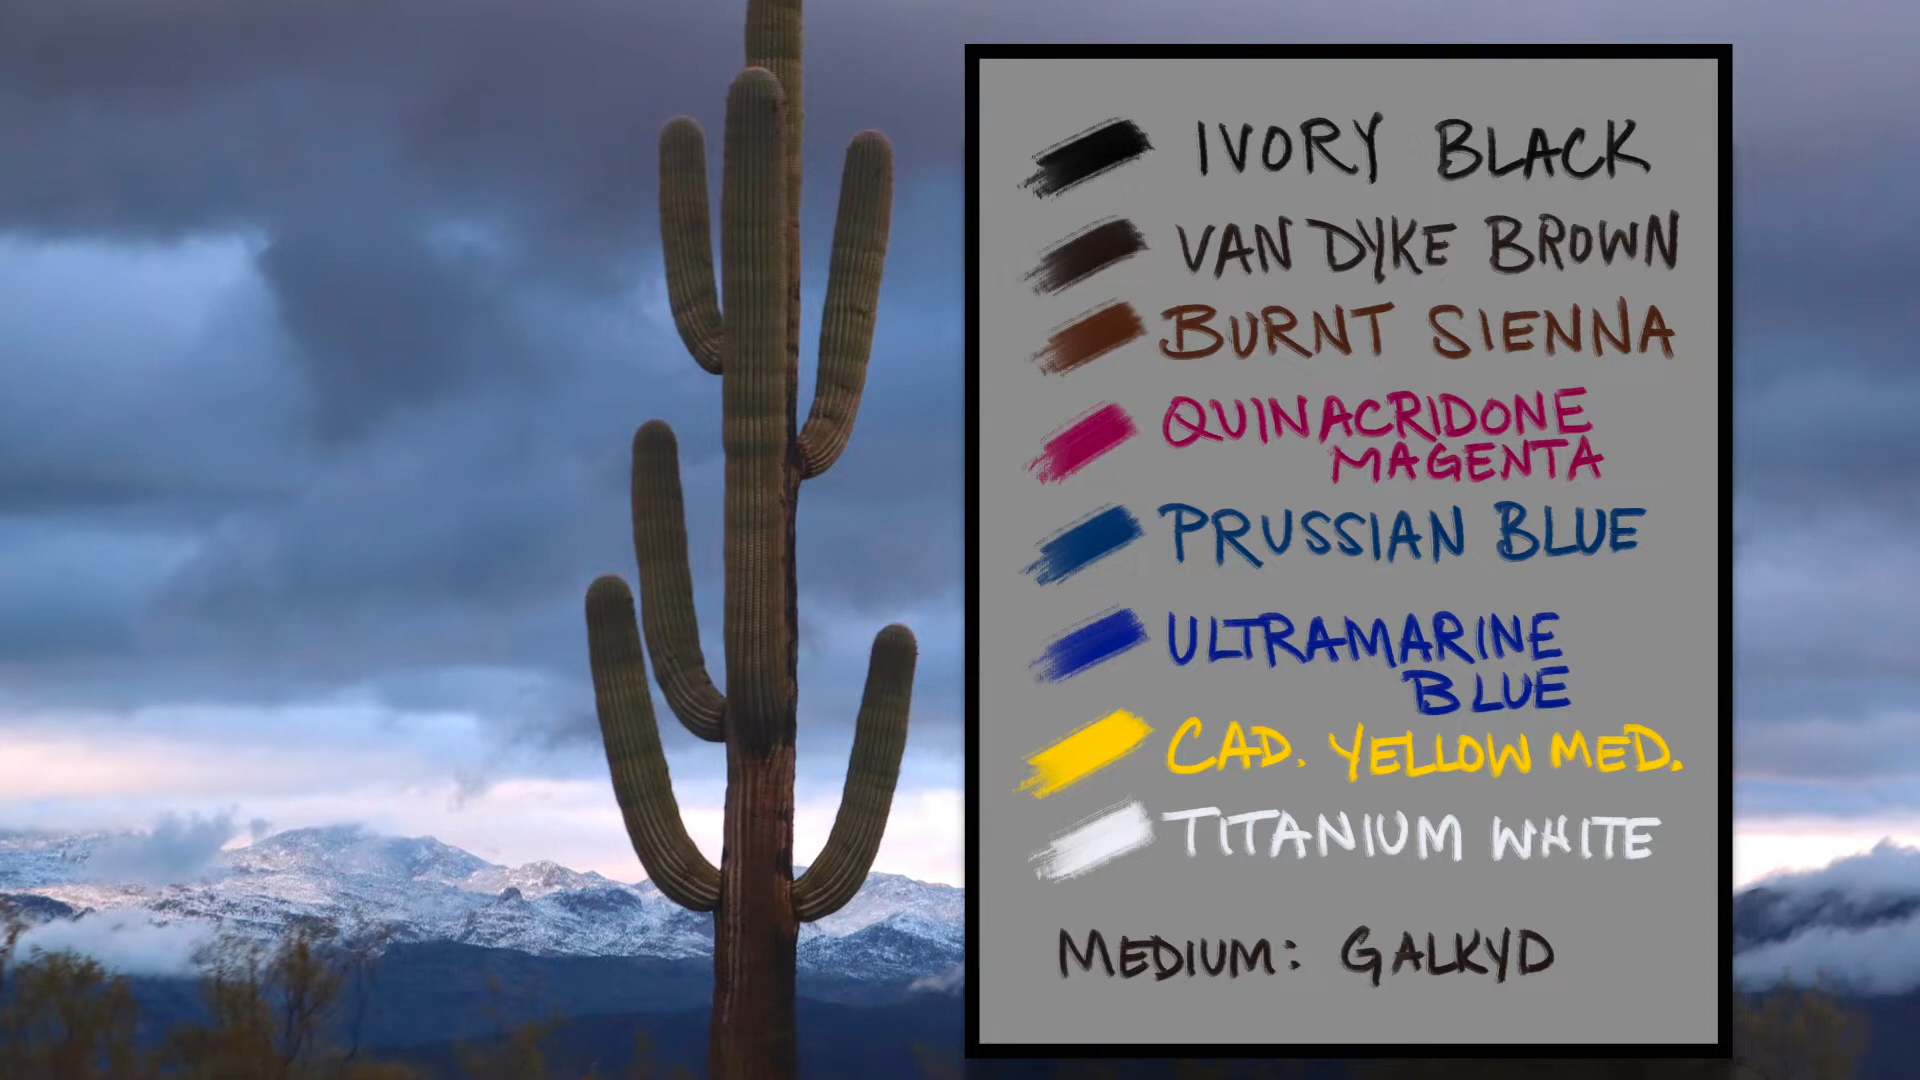 IVORY BLACK
VAN DYKE BROWN
BURNT SIENNA
QUINACRIDONE
MAGENTA
PRUSSIAN BLUE
ULTRAMARINE
BLUE
CAD. YELLOW MED.
TITANIUM WHITE
MEDIUM: GALKYD